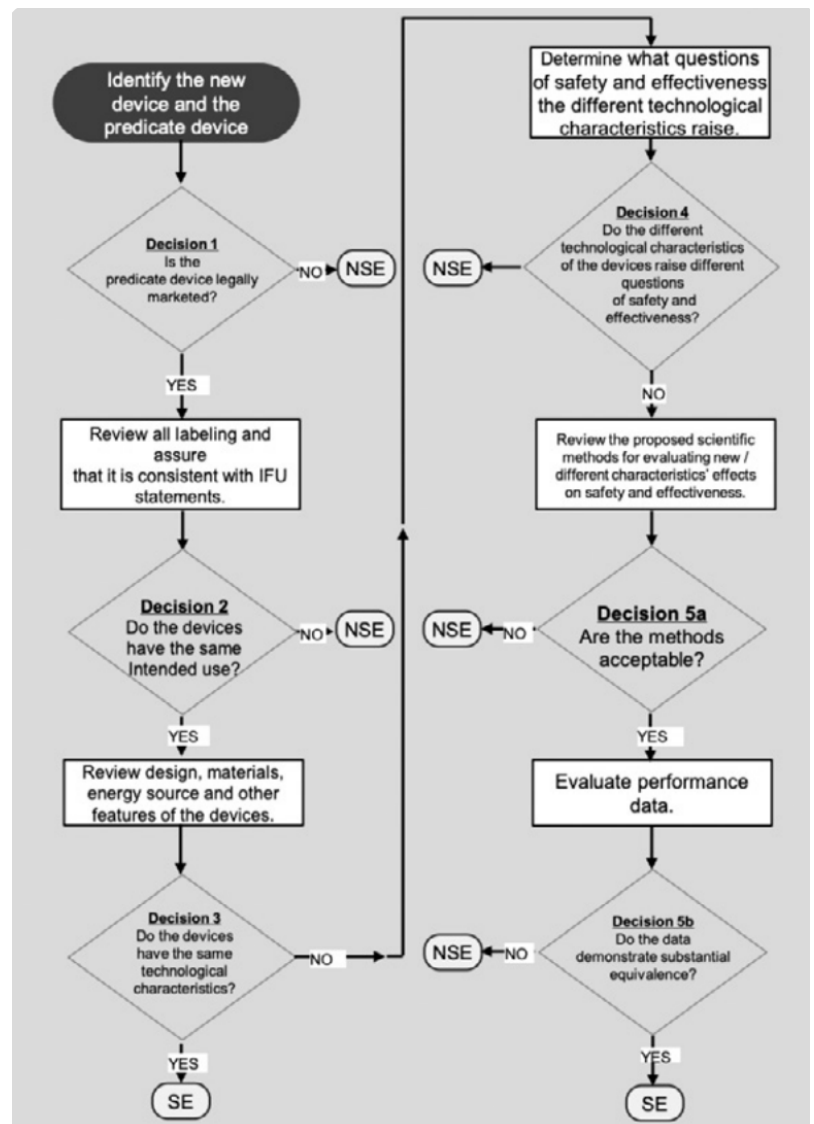 Identify the new
device and the
predicate device
Decision 1
Is the
predicate device legally
marketed?
NO
NSE
YES
Review all labeling and
assure
that it is consistent with IFU
statements.
Decision 2
Do the devices
have the same
Intended use?
NO
NSE
YES
Review design, materials,
energy source and other
features of the devices.
Decision 3
Do the devices
have the same
technological
characteristics?
NO
YES
SE
Determine what questions
of safety and effectiveness
the different technological
characteristics raise.
Decision 4
Do the different
technological characteristics
of the devices raise different
questions
of safety and
effectiveness?
NSE
NO
Review the proposed scientific
methods for evaluating new /
different characteristics' effects
on safety and effectiveness.
Decision 5a
Are the methods
acceptable?
NO
NSE
YES
Evaluate performance
data.
Decision 5b
Do the data
demonstrate substantial
equivalence?
NO
NSE
YES
SE